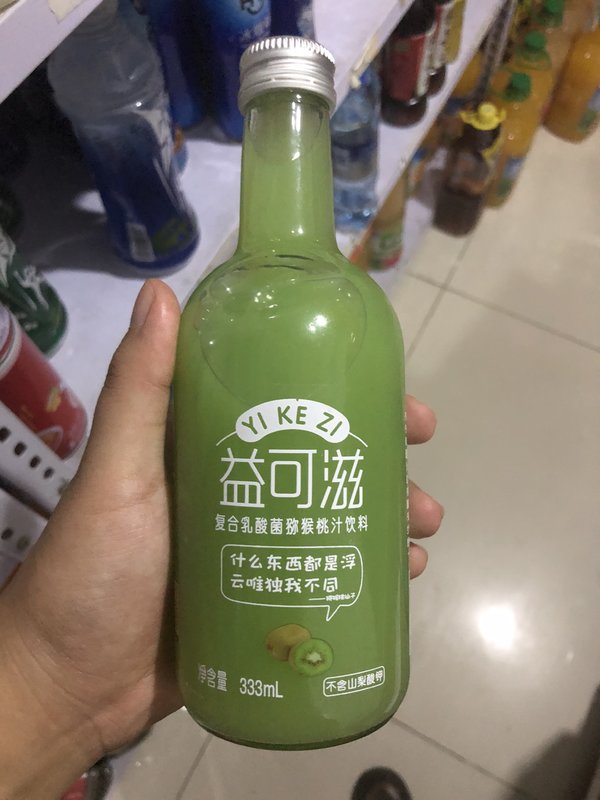 YI KE ZI
益可滋
复合乳酸菌猕猴桃汁饮料
什么东西都是浮
云唯独我不同
净含量 333mL
不含山梨酸钾